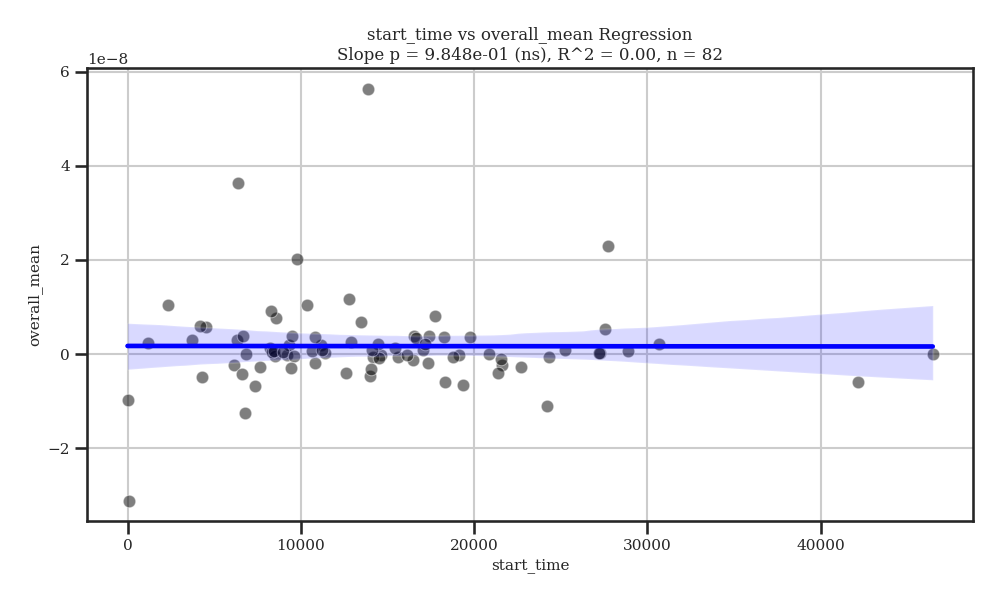 start_time vs overall_mean Regression
Slope p = 9.848e-01 (ns), R^2 = 0.00, n = 82
1e−8
6
4
2
0
−2
overall_mean
0 10000 20000 30000 40000
start_time